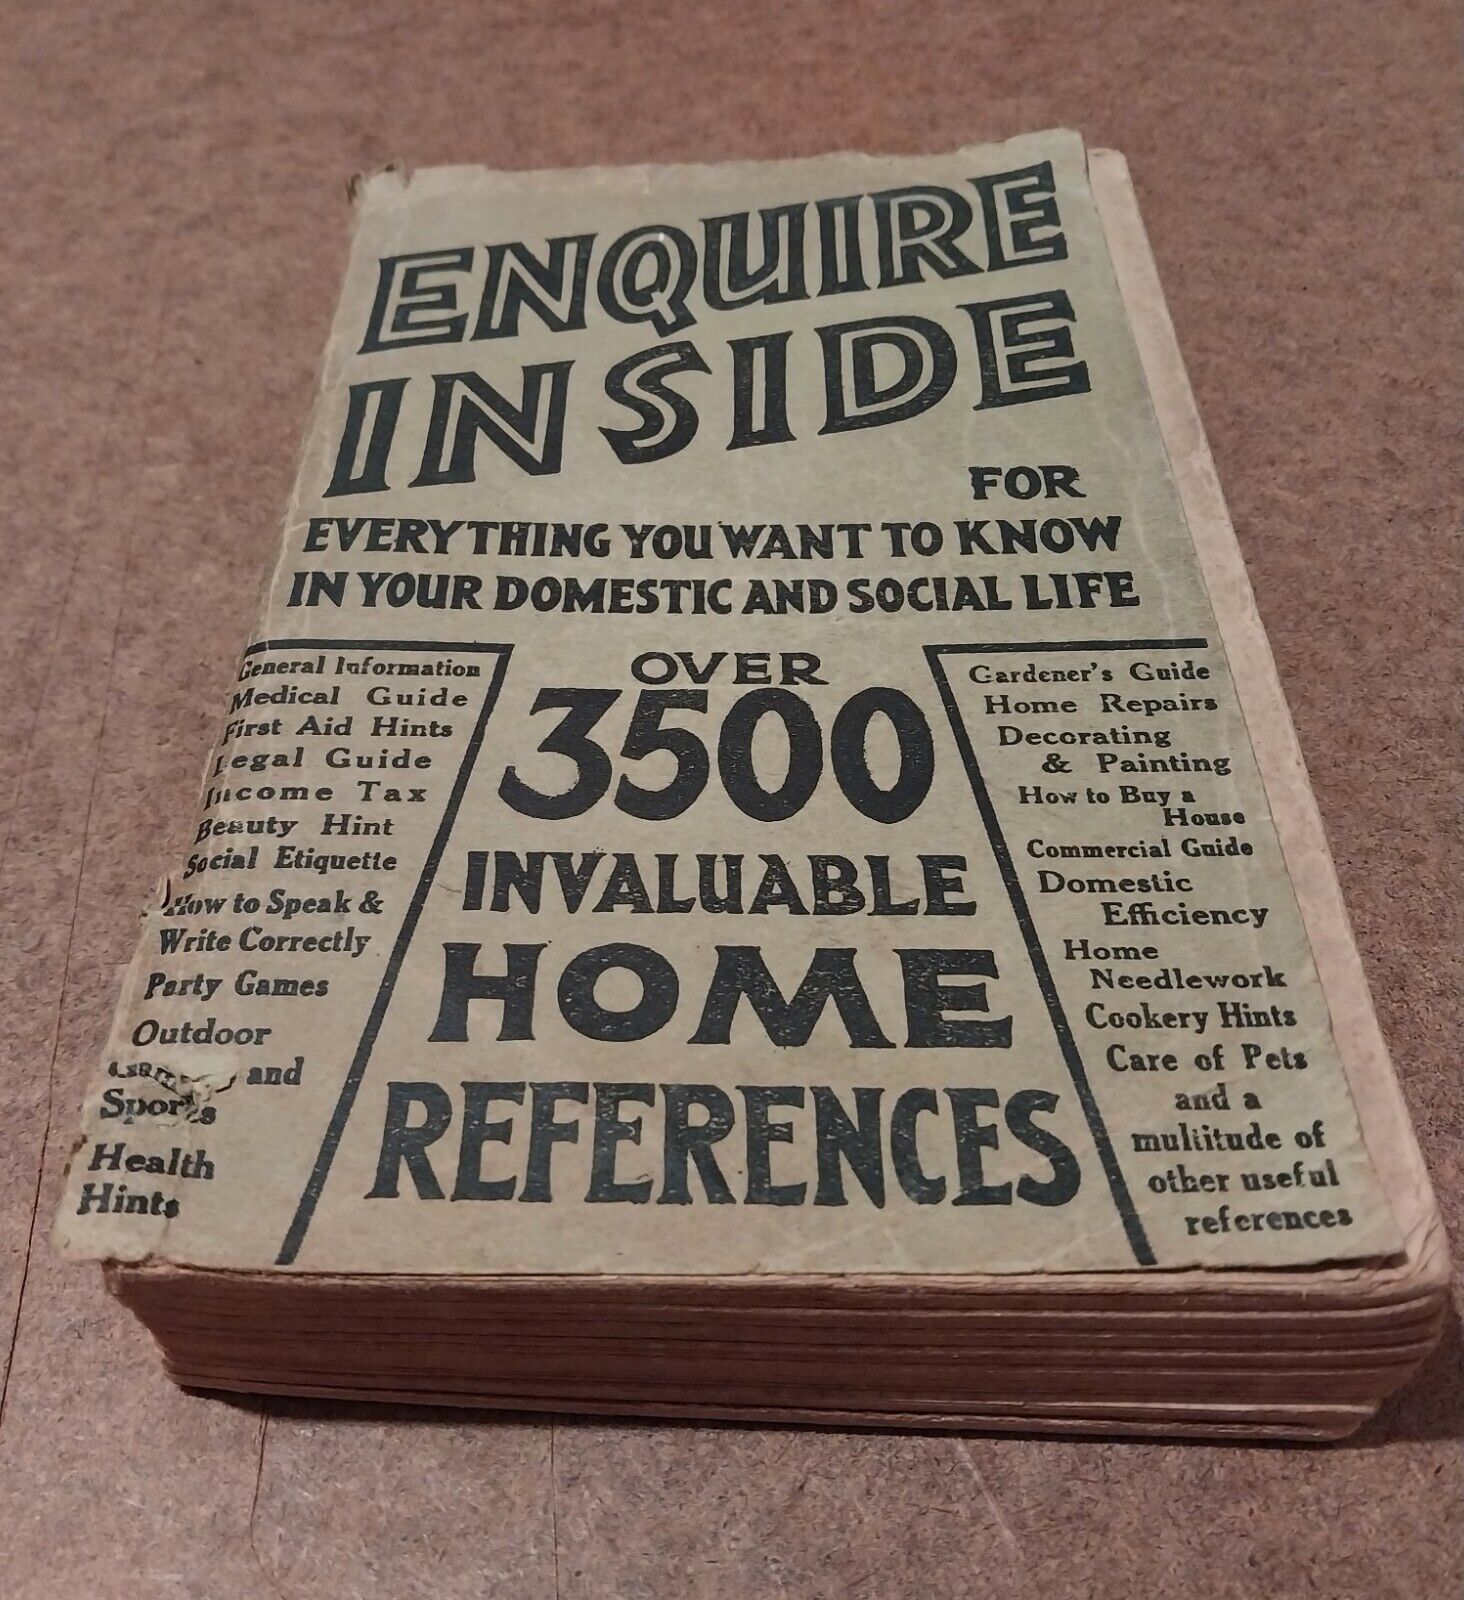 ENQUIRE
INSIDE
FOR
EVERYTHING YOU WANT TO KNOW
IN YOUR DOMESTIC AND SOCIAL LIFE
General Information
Medical Guide
First Aid Hints
Legal Guide
Income Tax
Beauty Hint
Social Etiquette
How to Speak &
Write Correctly
Party Games
Outdoor
Games and
Sports
Health
Hints
OVER
3500
INVALUABLE
HOME
REFERENCES
Gardener's Guide
Home Repairs
Decorating
& Painting
How to Buy a
House
Commercial Guide
Domestic
Efficiency
Home
Needlework
Cookery Hints
Care of Pets
and a
multitude of
other useful
references